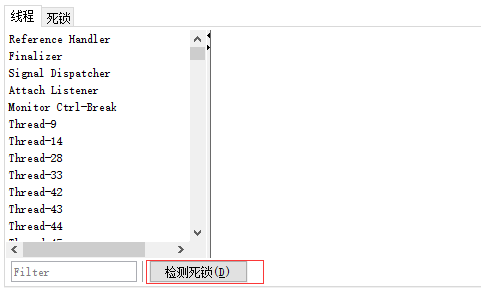 线程 死锁
Reference Handler
Finalizer
Signal Dispatcher
Attach Listener
Monitor Ctrl-Break
Thread-9
Thread-14
Thread-28
Thread-33
Thread-42
Thread-43
Thread-44
Filter 检测死锁(D)